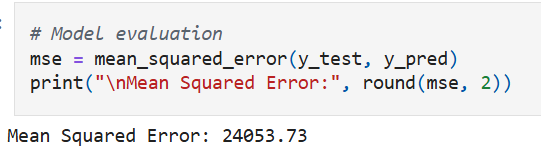 # Model evaluation
mse = mean_squared_error(y_test, y_pred)
print("\nMean Squared Error:", round(mse, 2))
Mean Squared Error: 24053.73